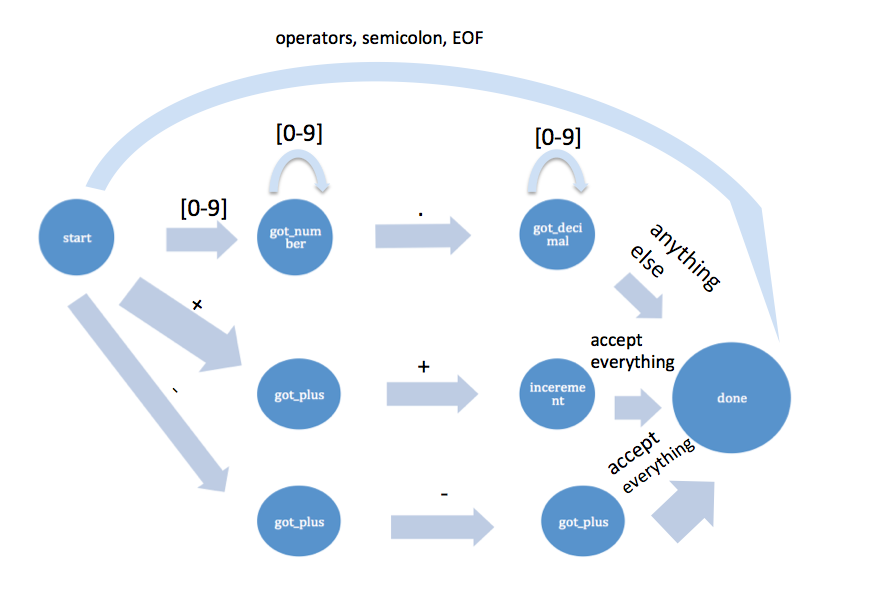 operators, semicolon, EOF
[0-9]
[0-9]
[0-9]
.
start
got_num
ber
got_deci
mal
anything
else
+
accept
everything
+
-
got_plus
increme
nt
done
accept
everything
-
got_plus
got_plus